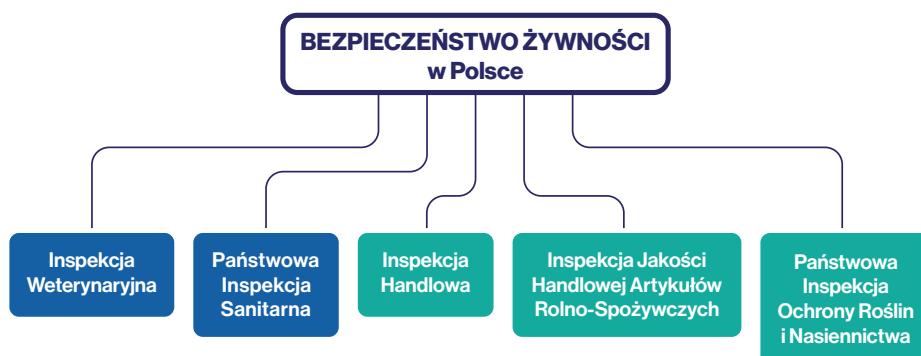 BEZPIECZEŃSTWO ŻYWNOŚCI
w Polsce
Inspekcja
Weterynaryjna
Państwowa
Inspekcja
Sanitarna
Inspekcja
Handlowa
Inspekcja Jakości
Handlowej Artykułów
Rolno-Spożywczych
Państwowa
Inspekcja
Ochrony Roślin
i Nasiennictwa